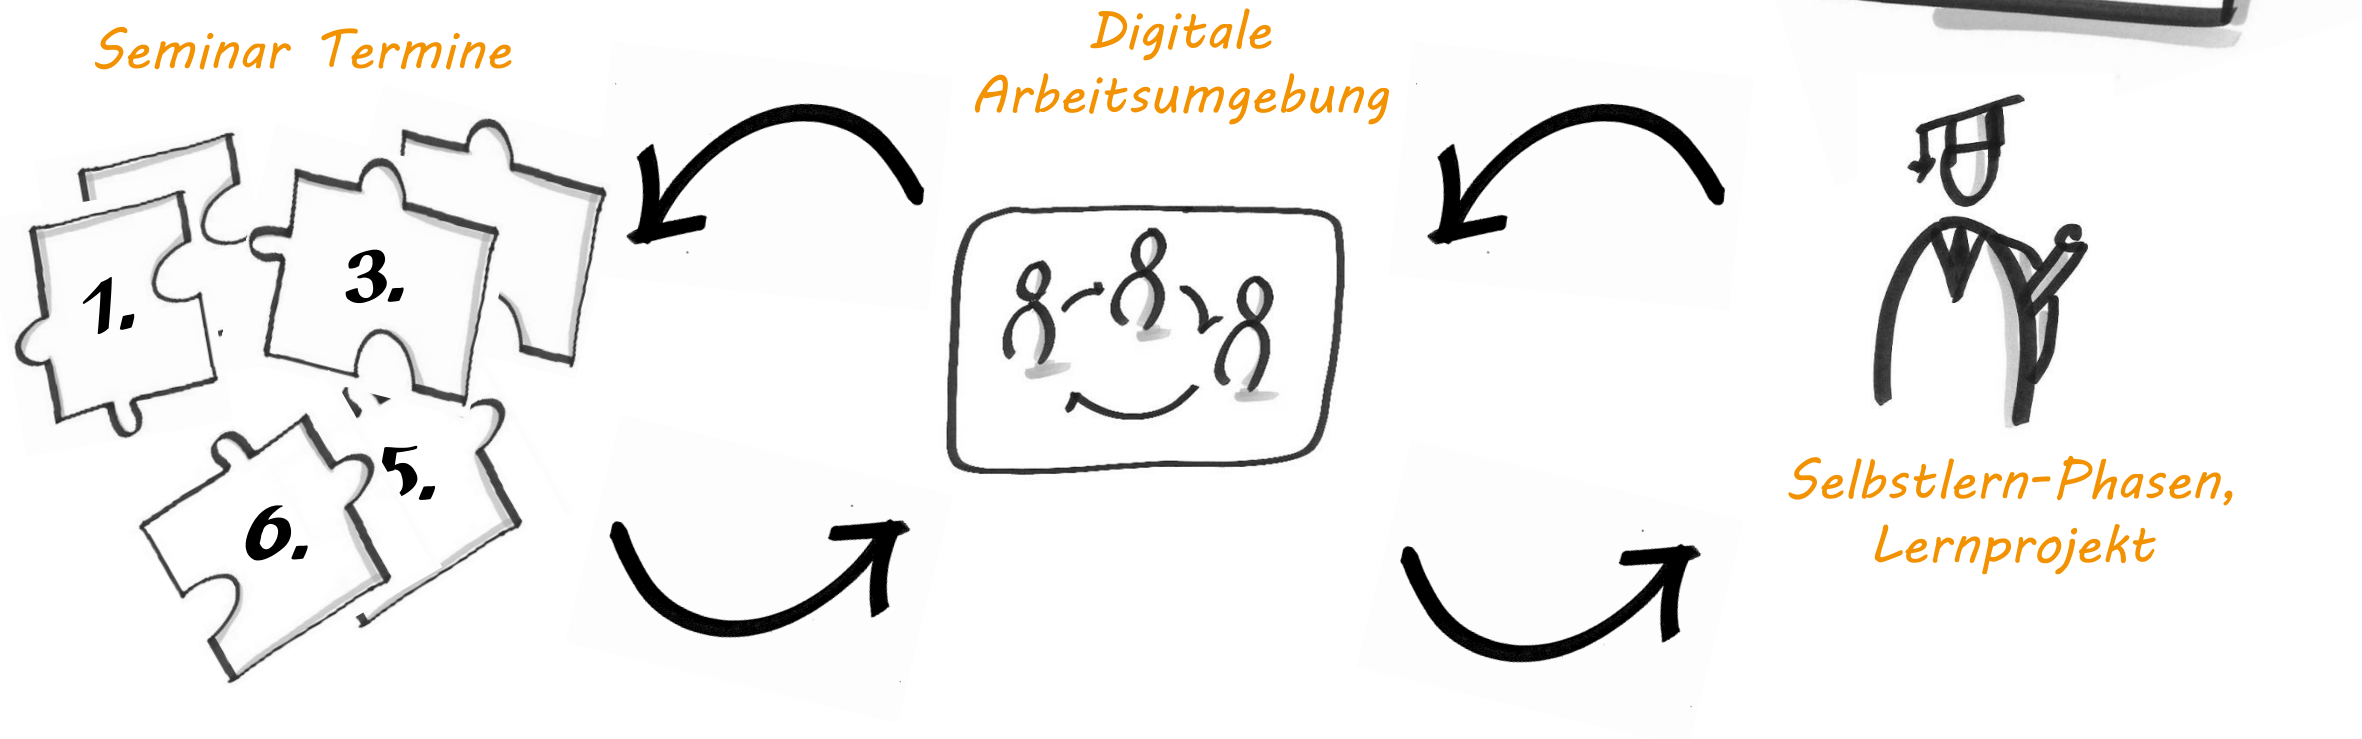 Seminar Termine
Digitale
Arbeitsumgebung
1.
3.
5.
6.
Selbstlern-Phasen,
Lernprojekt